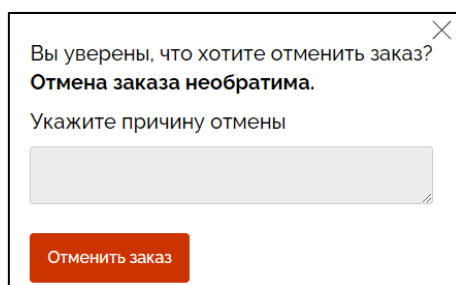 Вы уверены, что хотите отменить заказ?
Отмена заказа необратима.
Укажите причину отмены
Отменить заказ